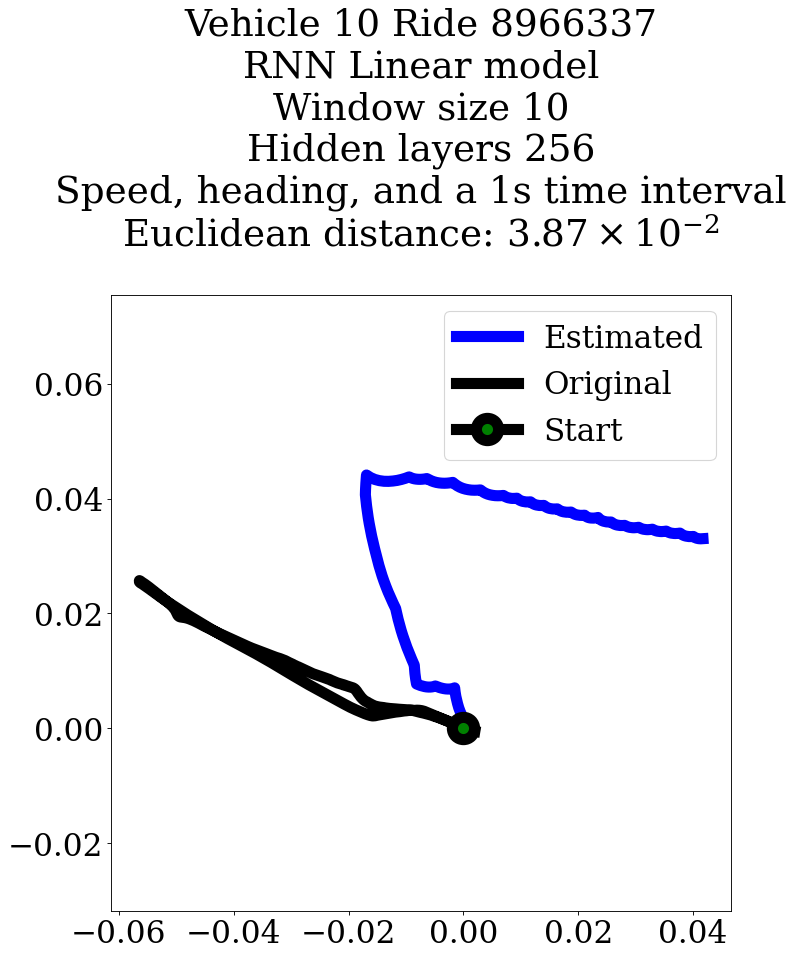 Vehicle 10 Ride 8966337
RNN Linear model
Window size 10
Hidden layers 256
Speed, heading, and a 1s time interval
Euclidean distance: 3.87 × 10⁻²
Estimated
Original
Start
0.06
0.04
0.02
0.00
−0.02
−0.06 −0.04 −0.02 0.00 0.02 0.04